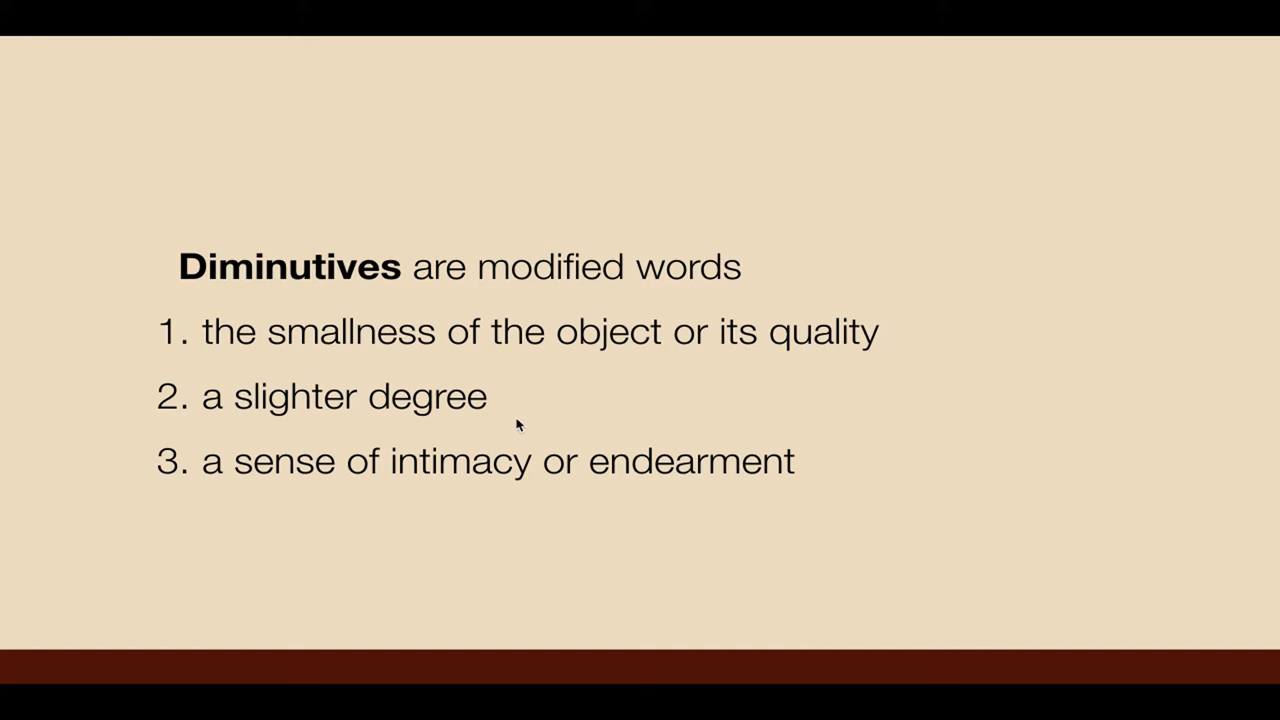 Diminutives are modified words
1. the smallness of the object or its quality
2. a slighter degree
3. a sense of intimacy or endearment